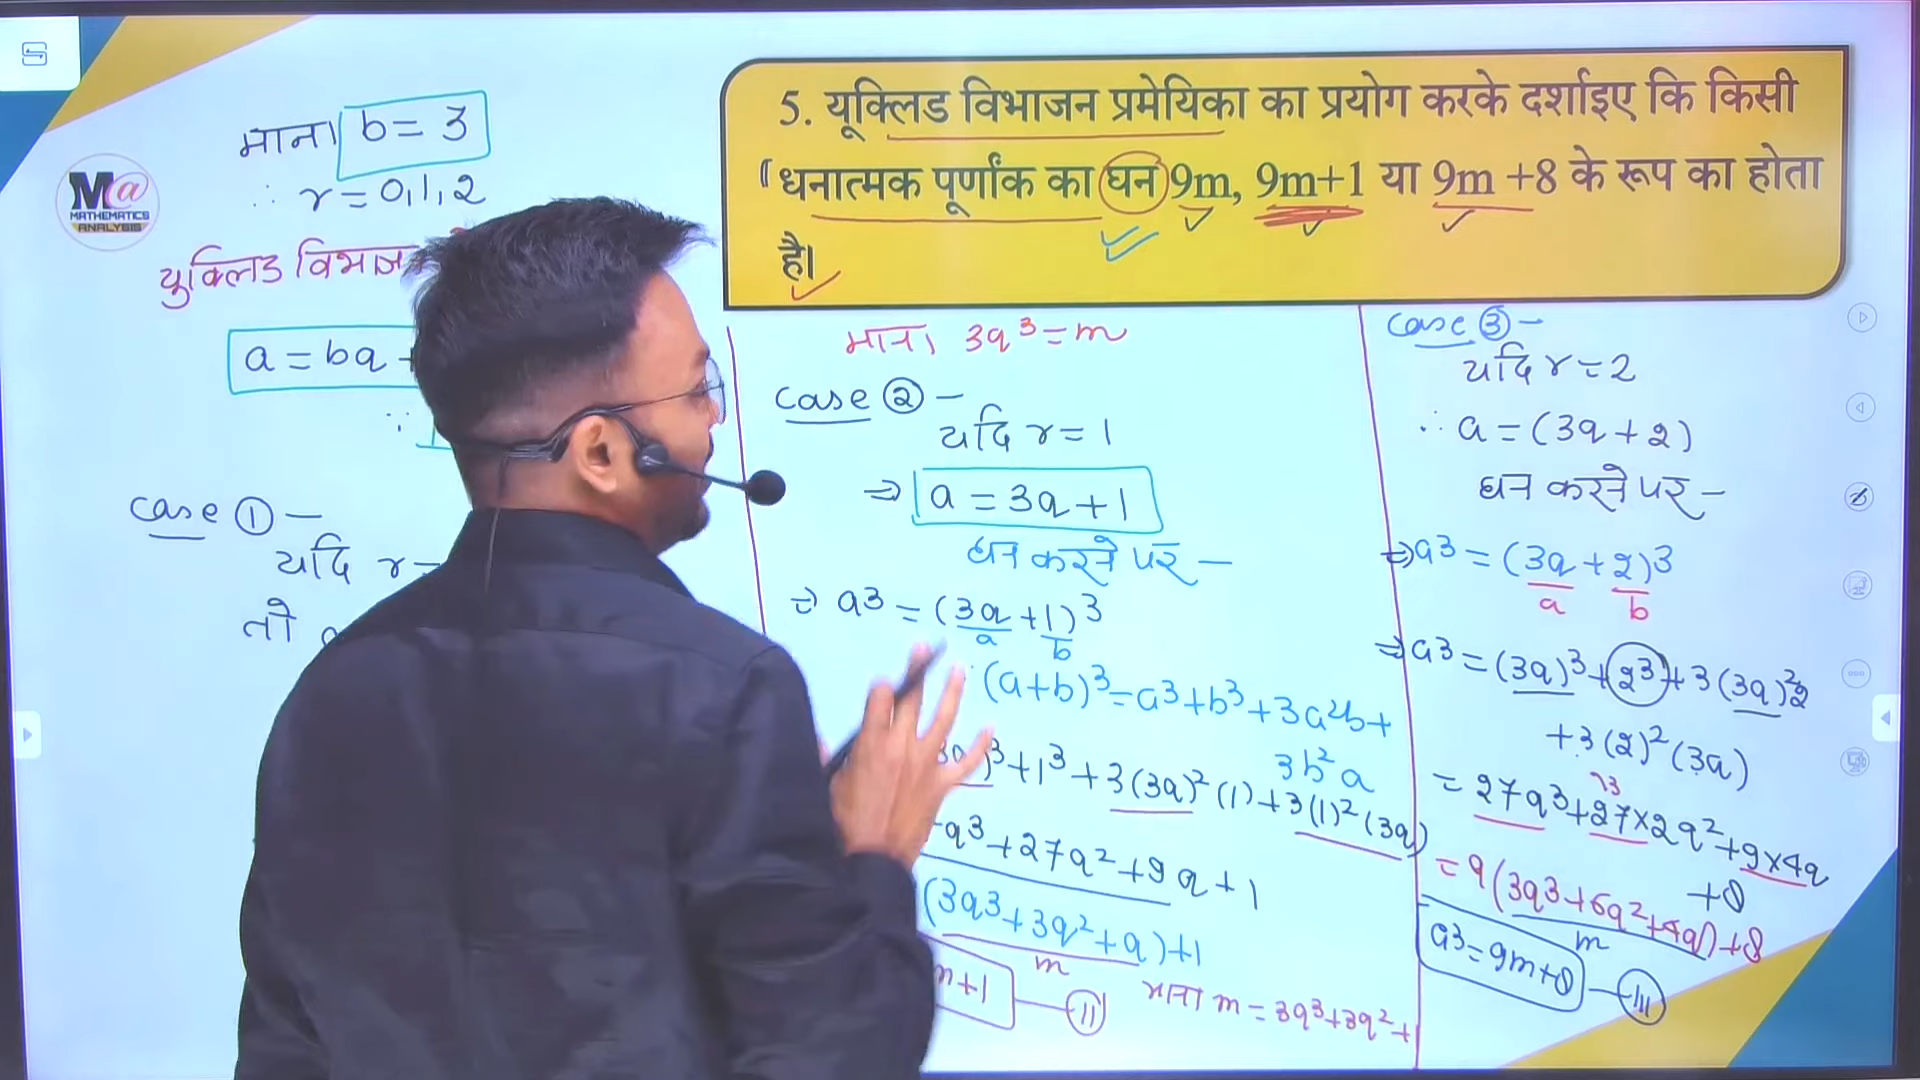 5. यूक्लिड विभाजन प्रमेयिका का प्रयोग करके दर्शाइए कि किसी
धनात्मक पूर्णांक का घन 9m, 9m+1 या 9m +8 के रूप का होता
है।
M@
MATHEMATICS
ANALYSIS
माना b = 3
∴ r = 0,1,2
युक्लिड विभाज
a = bq
∵
case ① –
यदि r =
तो
माना 3q³ = m
case ② –
यदि r = 1
⇒ a = 3q + 1
घन करने पर –
⇒ a³ = (3q + 1)³
a b
(a+b)³ = a³+b³+3a²b+
3b²a
)³+1³+3(3q)²(1)+3(1)²(3q)
q³+27q²+9q+1
(3q³+3q²+q)+1
m
m+1 — II
माना m = 3q³+3q²+
case ③ –
यदि r = 2
∴ a = (3q + 2)
घन करने पर –
⇒ a³ = (3q + 2)³
a b
⇒ a³ = (3q)³+2³+3(3q)²2
+3(2)²(3q)
= 27q³+27×2q²+9×4q
+8
= 9(3q³+6q²+4q)+8
m
a³ = 9m+8 — III